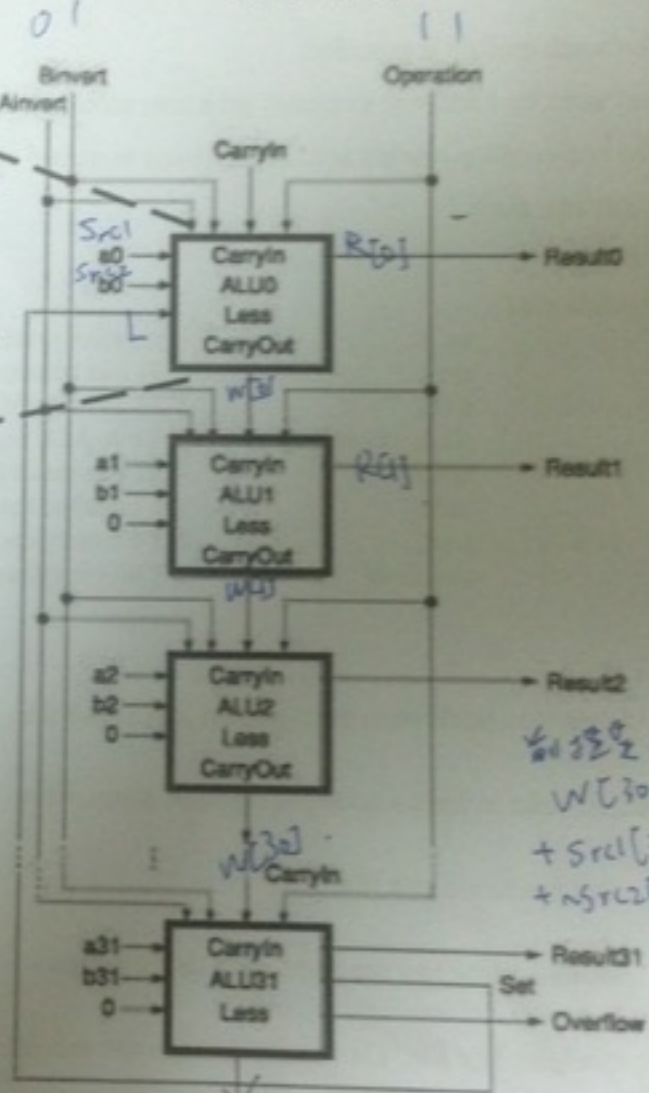 0 1
1 1
Binvert
Operation
Ainvert
CarryIn
Src1
a0
CarryIn
R[0]
Result0
Src2
b0
ALU0
L
Less
CarryOut
a1
CarryIn
R[1]
Result1
b1
ALU1
0
Less
CarryOut
a2
CarryIn
Result2
b2
ALU2
0
Less
CarryOut
W[30]
W[30]
CarryIn
+ Src1[
a31
CarryIn
Result31
b31
ALU31
Set
0
Less
Overflow